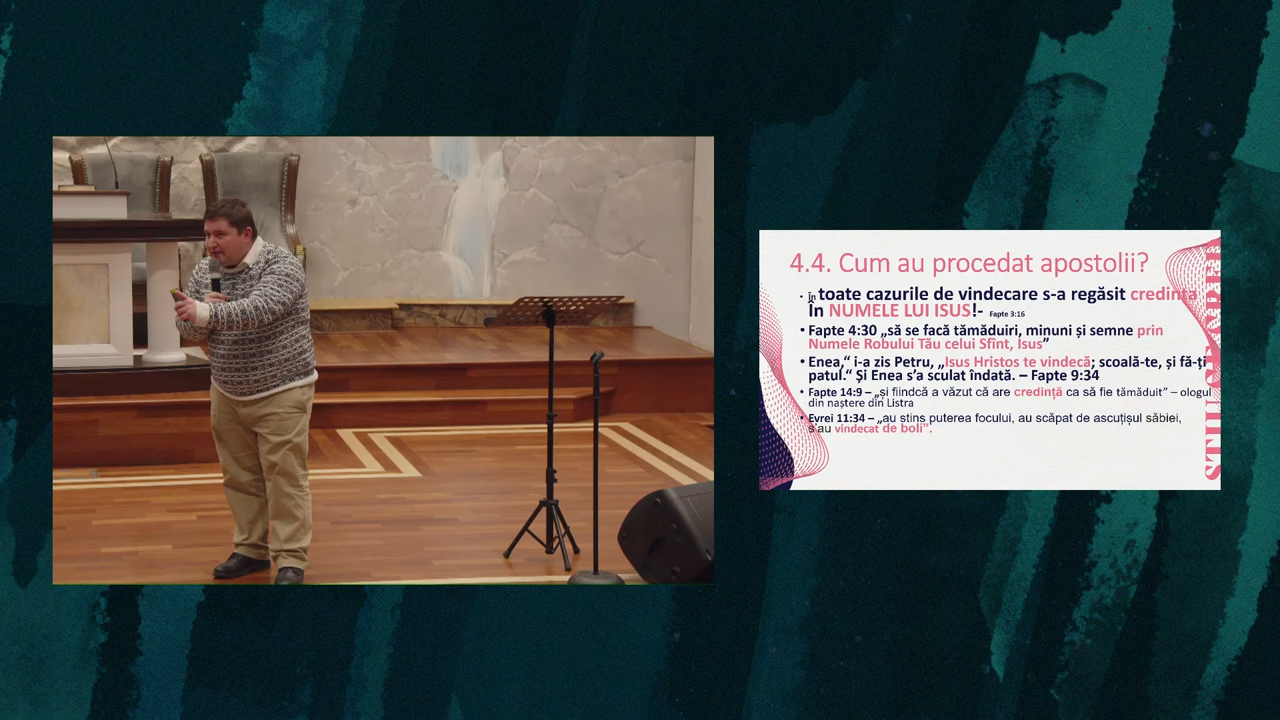 4.4. Cum au procedat apostolii?
• În toate cazurile de vindecare s-a regăsit
în NUMELE LUI ISUS!- Fapte 3:16
• Fapte 4:30 „să se facă tămăduiri, minuni și semne prin
Numele Robului Tău celui Sfînt, Isus”
• Enea,“ i-a zis Petru, „Isus Hristos te vindecă; scoală-te, și fă-ți
patul.“ Și Enea s’a sculat îndată. – Fapte 9:34
• Fapte 14:9 – „și fiindcă a văzut că are credință ca să fie tămăduit” – ologul
din naștere din Listra
• Evrei 11:34 – „au stins puterea focului, au scăpat de ascuțișul săbiei,
s’au vindecat de boli”.